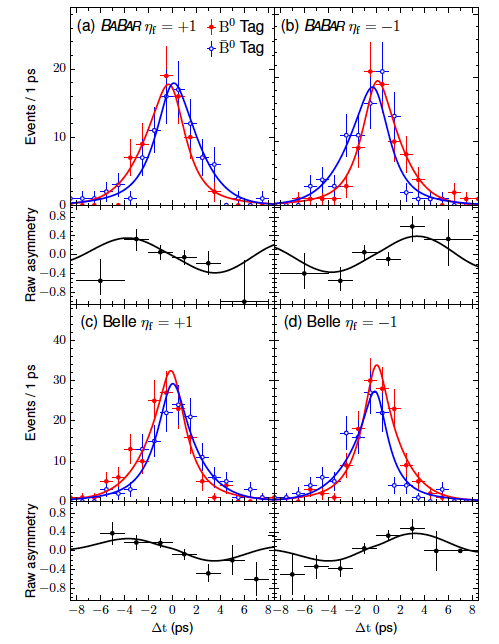 (a) BABAR ηf = +1
B⁰ Tag
B̄⁰ Tag
(b) BABAR ηf = −1
Events / 1 ps
20
10
0
Raw asymmetry
0.8
0.4
0.0
−0.4
−0.8
(c) Belle ηf = +1
(d) Belle ηf = −1
Events / 1 ps
40
30
20
10
0
Raw asymmetry
0.8
0.4
0.0
−0.4
−0.8
−8 −6 −4 −2 0 2 4 6 8 −8 −6 −4 −2 0 2 4 6 8
Δt (ps) Δt (ps)